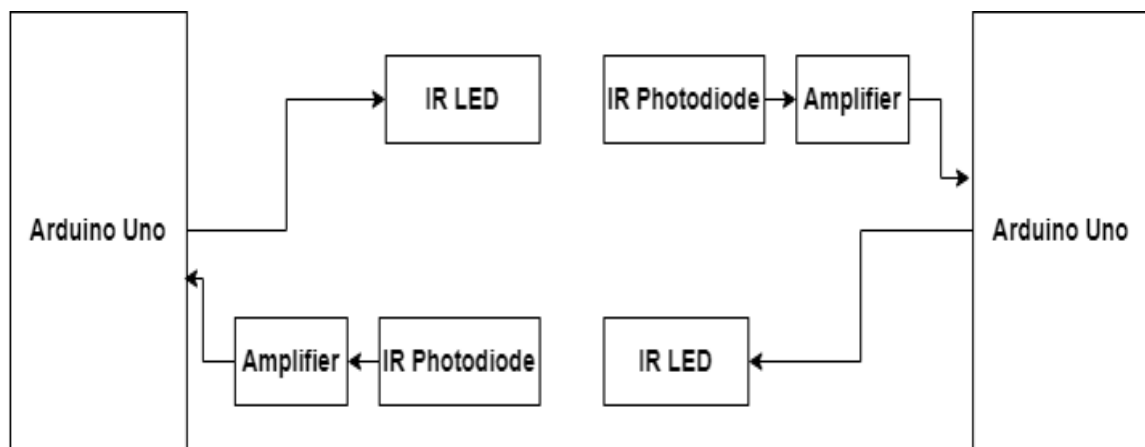 IR LED
IR Photodiode
Amplifier
Arduino Uno
Arduino Uno
Amplifier
IR Photodiode
IR LED